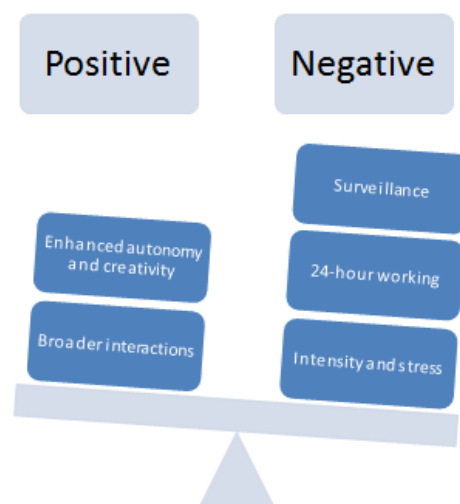 Positive
Negative
Enhanced autonomy
and creativity
Broader interactions
Surveillance
24-hour working
Intensity and stress